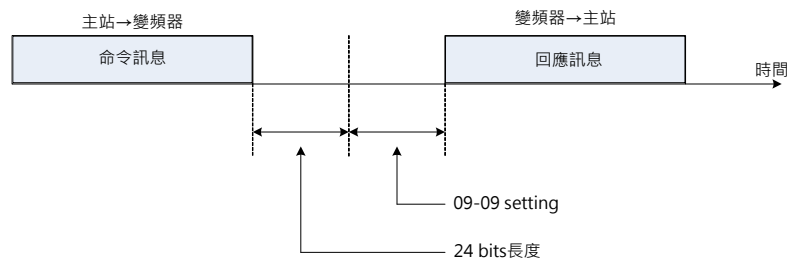 主站→變頻器
變頻器→主站
命令訊息
回應訊息
時間
09-09 setting
24 bits長度